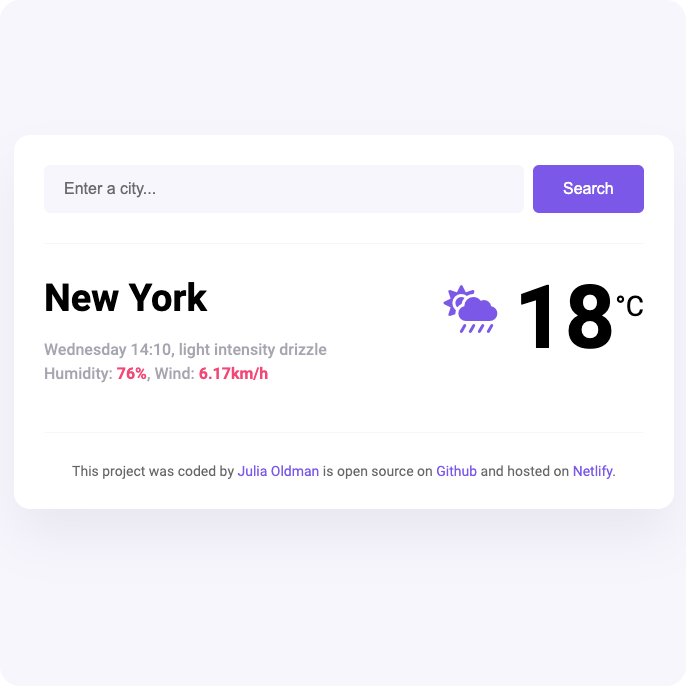 Enter a city...
Search
New York
18°C
Wednesday 14:10, light intensity drizzle
Humidity: 76%, Wind: 6.17km/h
This project was coded by Julia Oldman is open source on Github and hosted on Netlify.